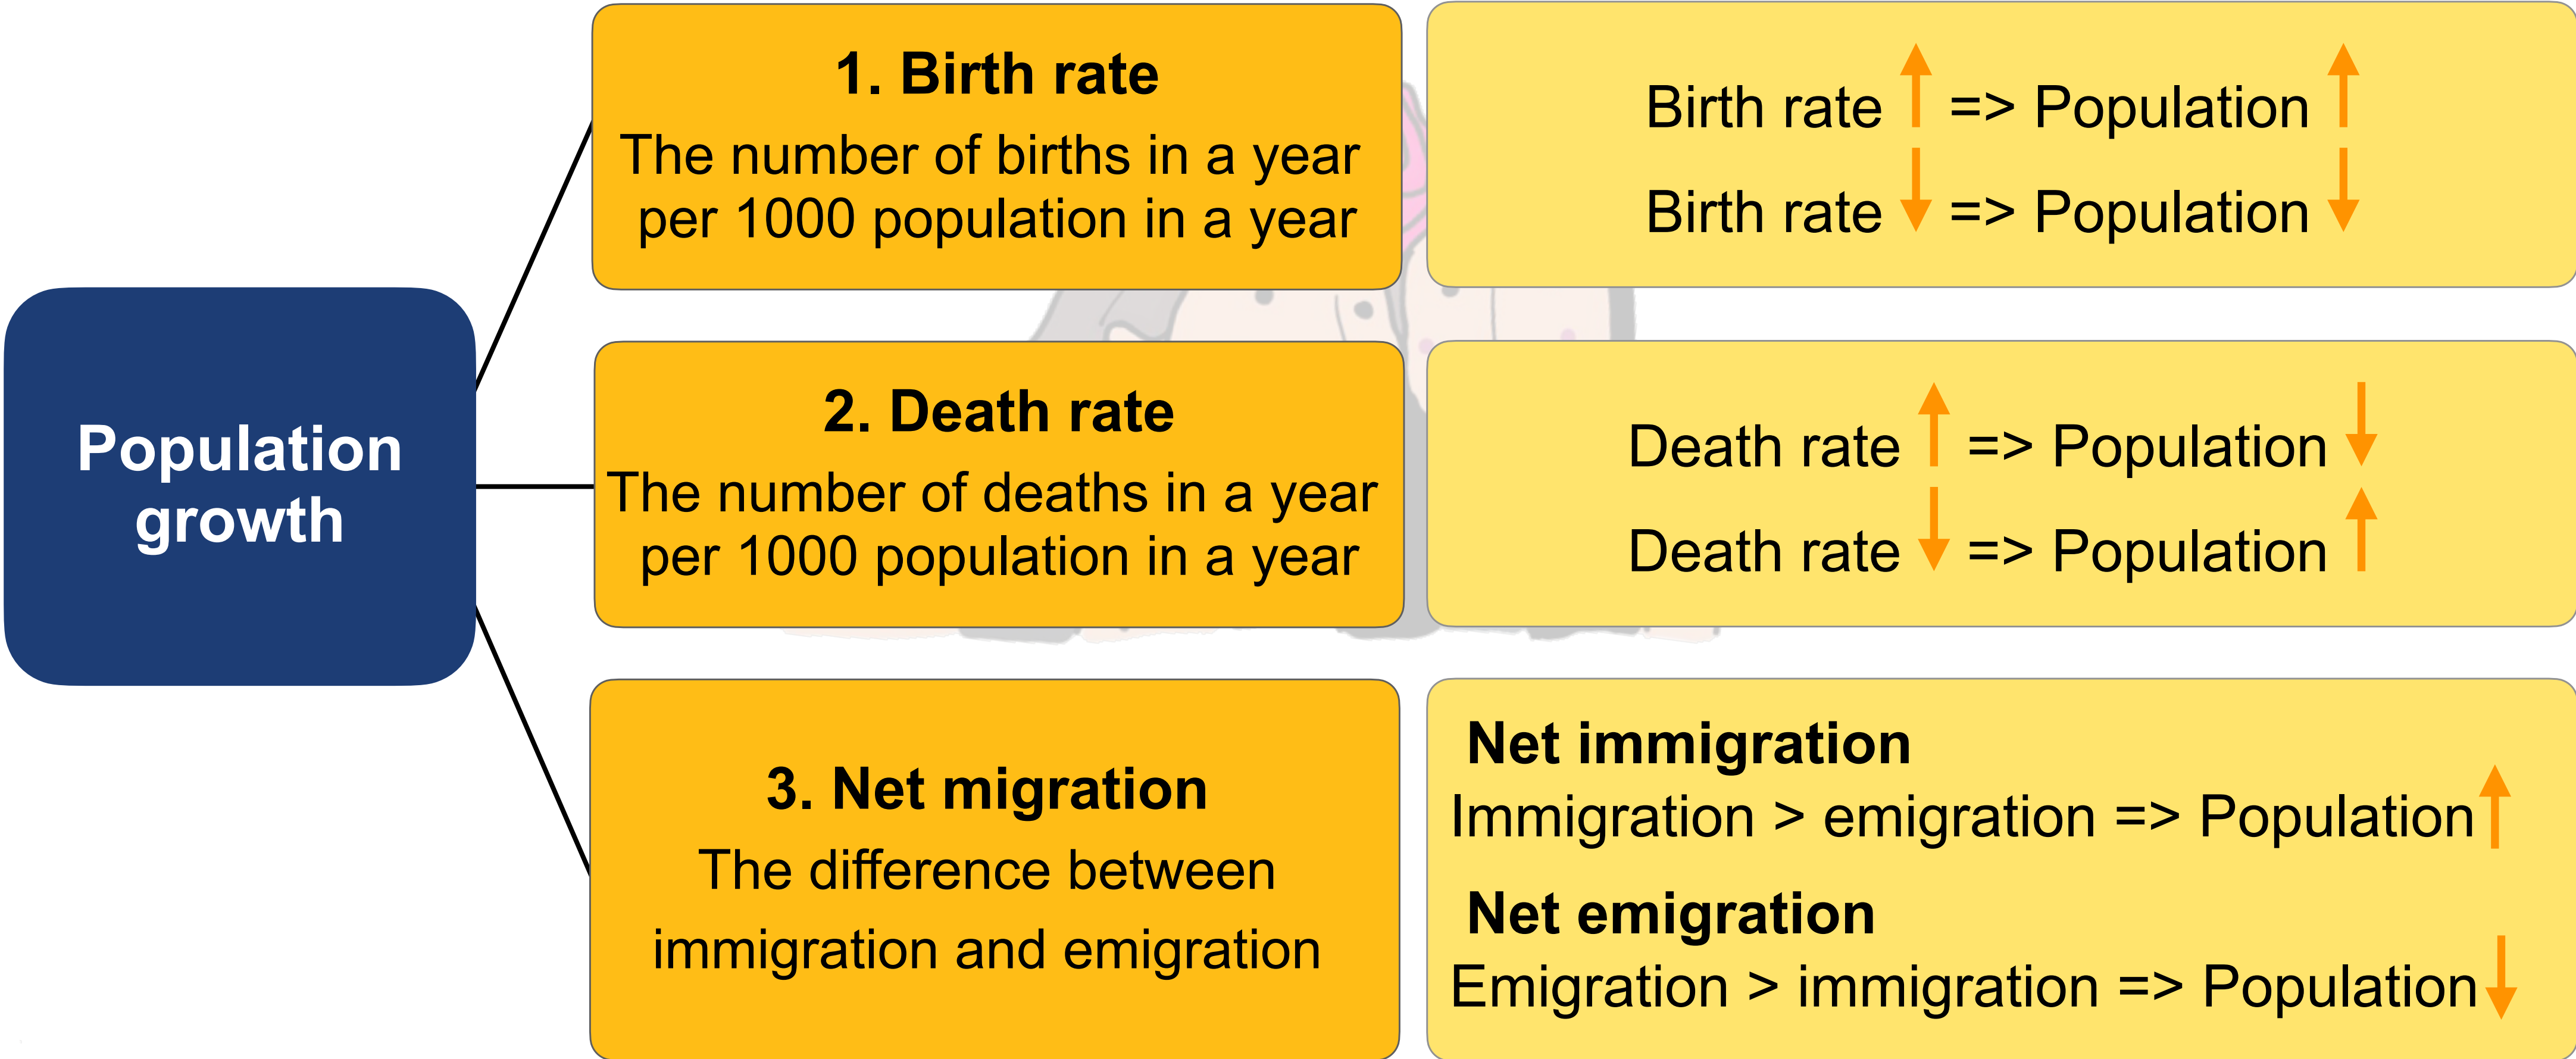 Population
growth
1. Birth rate
The number of births in a year
per 1000 population in a year
Birth rate ↑ => Population ↑
Birth rate ↓ => Population ↓
2. Death rate
The number of deaths in a year
per 1000 population in a year
Death rate ↑ => Population ↓
Death rate ↓ => Population ↑
3. Net migration
The difference between
immigration and emigration
Net immigration
Immigration > emigration => Population ↑
Net emigration
Emigration > immigration => Population ↓